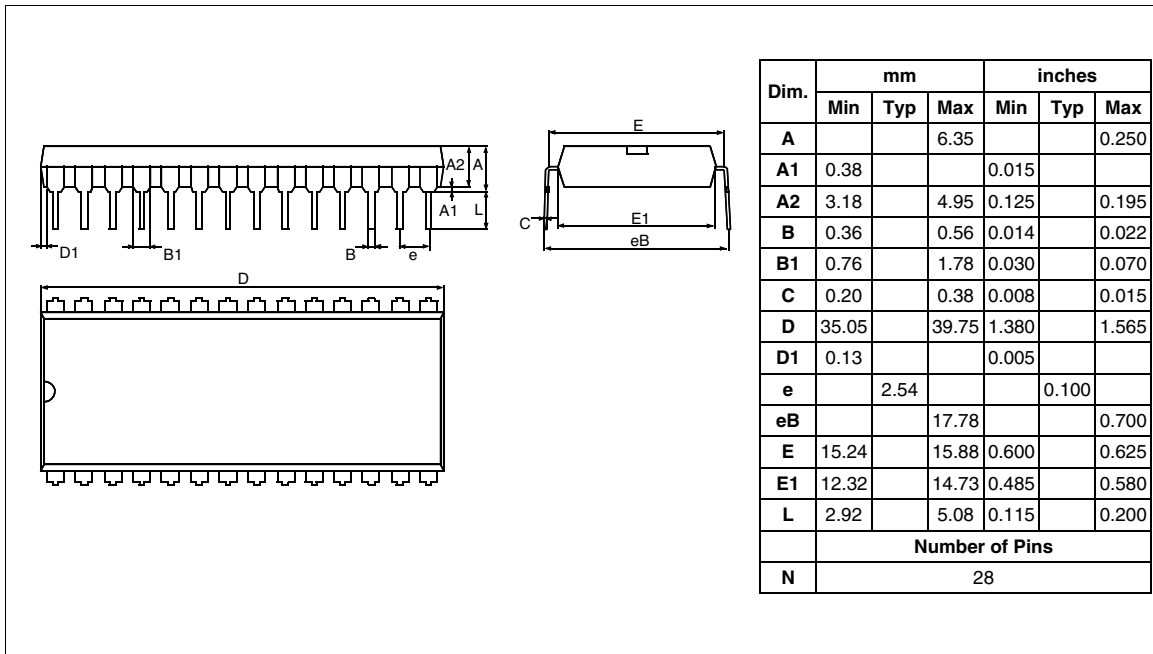 E
A2
A
A1
L
D1
B1
B
e
C
E1
eB
D
Dim. mm inches
Min Typ Max Min Typ Max
A 6.35 0.250
A1 0.38 0.015
A2 3.18 4.95 0.125 0.195
B 0.36 0.56 0.014 0.022
B1 0.76 1.78 0.030 0.070
C 0.20 0.38 0.008 0.015
D 35.05 39.75 1.380 1.565
D1 0.13 0.005
e 2.54 0.100
eB 17.78 0.700
E 15.24 15.88 0.600 0.625
E1 12.32 14.73 0.485 0.580
L 2.92 5.08 0.115 0.200
Number of Pins
N 28